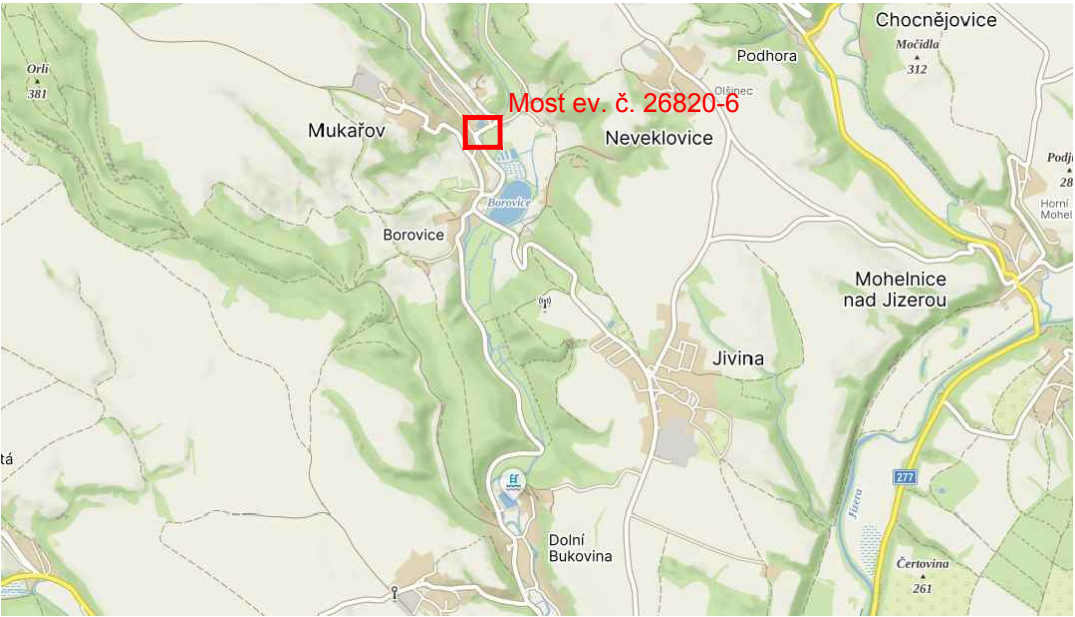 Chocnějovice
Močidla
312
Podhora
Orlí
381
Olšinec
Most ev. č. 26820-6
Mukařov
Neveklovice
Podj
28
Borovice
Horní
Mohel
Borovice
Mohelnice
nad Jizerou
Jivina
tá
277
Jizera
Dolní
Bukovina
Čertovina
261